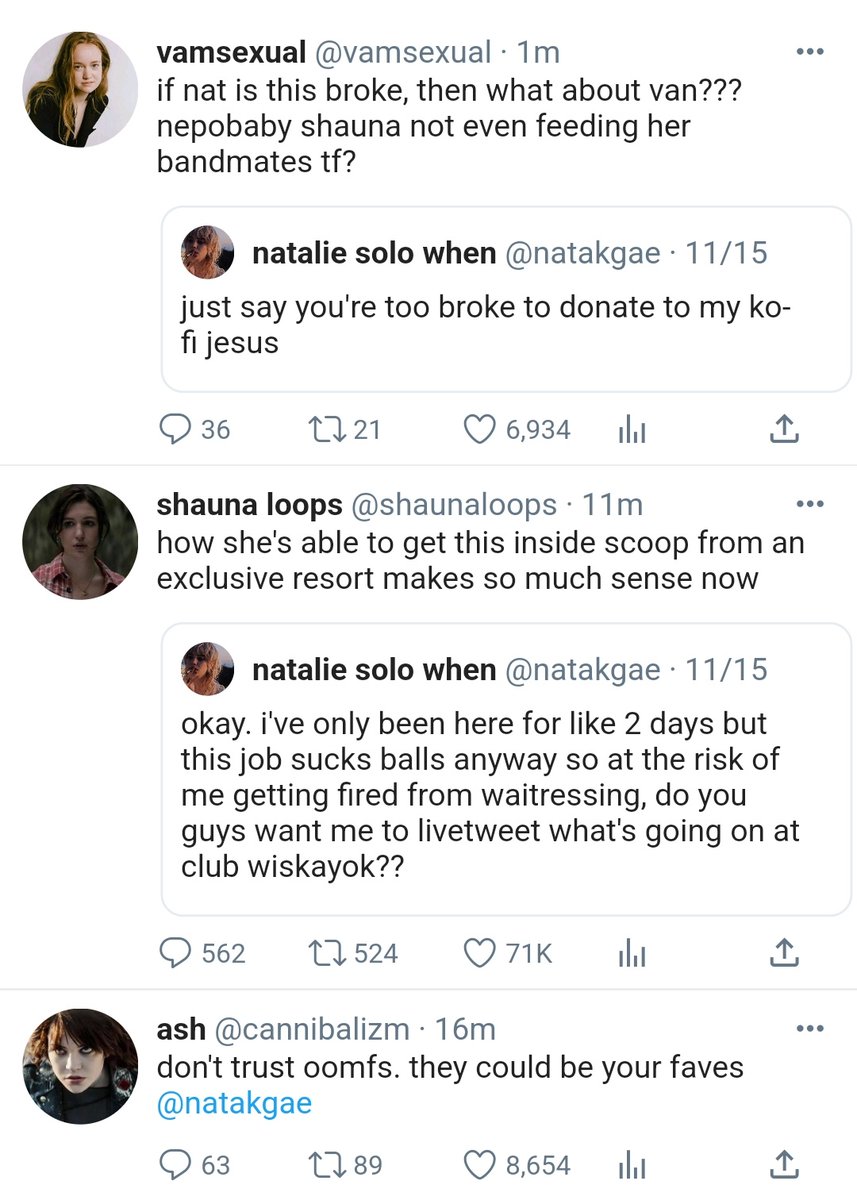 vamsexual @vamsexual · 1m
if nat is this broke, then what about van???
nepobaby shauna not even feeding her
bandmates tf?
natalie solo when @natakgae · 11/15
just say you're too broke to donate to my ko-
fi jesus
36 21 6,934
shauna loops @shaunaloops · 11m
how she's able to get this inside scoop from an
exclusive resort makes so much sense now
natalie solo when @natakgae · 11/15
okay. i've only been here for like 2 days but
this job sucks balls anyway so at the risk of
me getting fired from waitressing, do you
guys want me to livetweet what's going on at
club wiskayok??
562 524 71K
ash @cannibalizm · 16m
don't trust oomfs. they could be your faves
@natakgae
63 89 8,654